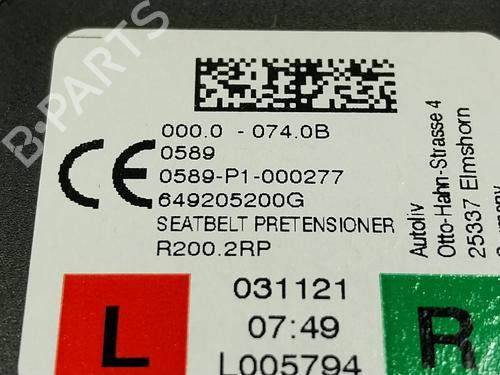 B-PARTS
000.0 - 074.0B
0589
0589-P1-000277
649205200G
SEATBELT PRETENSIONER
R200.2RP
CE
Autoliv
Otto-Hahn-Strasse 4
25337 Elmshorn
Germany
L
031121
07:49
L005794
R